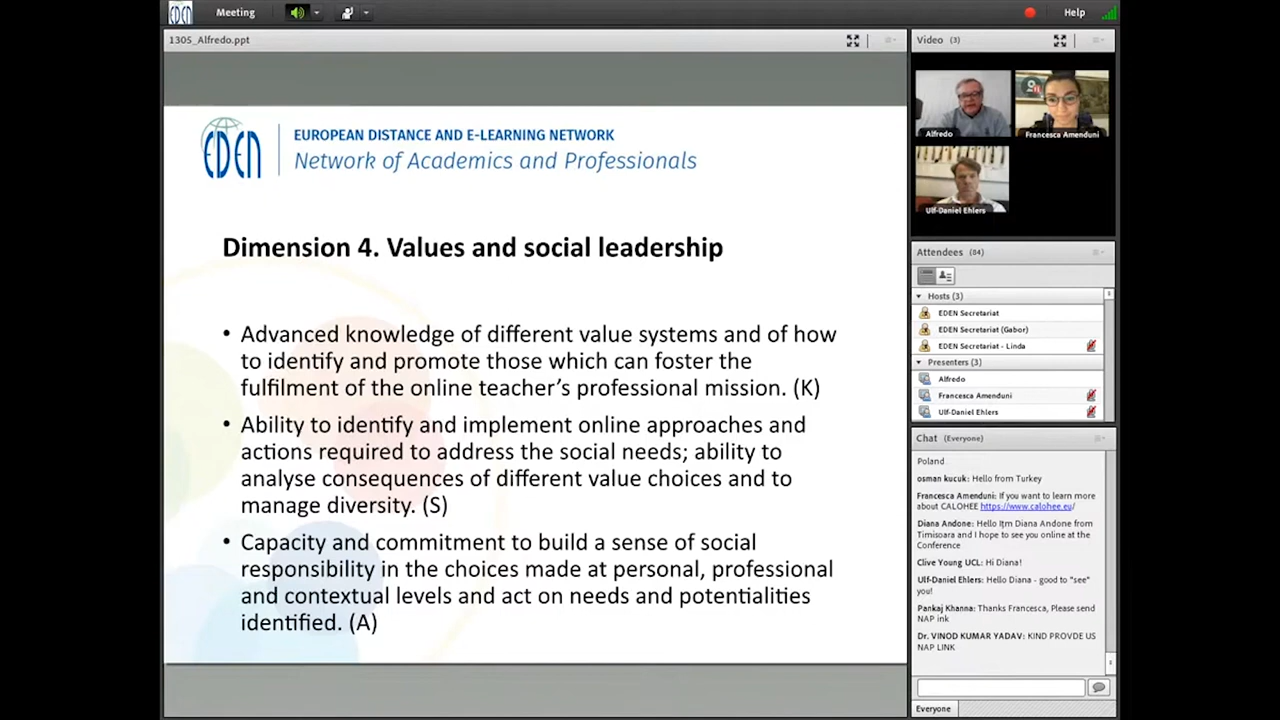 EDEN
Meeting
Help
1305_Alfredo.ppt
EDEN
EUROPEAN DISTANCE AND E-LEARNING NETWORK
Network of Academics and Professionals
Dimension 4. Values and social leadership
• Advanced knowledge of different value systems and of how
to identify and promote those which can foster the
fulfilment of the online teacher’s professional mission. (K)
• Ability to identify and implement online approaches and
actions required to address the social needs; ability to
analyse consequences of different value choices and to
manage diversity. (S)
• Capacity and commitment to build a sense of social
responsibility in the choices made at personal, professional
and contextual levels and act on needs and potentialities
identified. (A)
Video (3)
Alfredo
Francesca Amenduni
Ulf-Daniel Ehlers
Attendees (84)
Hosts (3)
EDEN Secretariat
EDEN Secretariat (Gabor)
EDEN Secretariat - Linda
Presenters (3)
Alfredo
Francesca Amenduni
Ulf-Daniel Ehlers
Chat (Everyone)
Poland
osman kucuk: Hello from Turkey
Francesca Amenduni: If you want to learn more
about CALOHEE https://www.calohee.eu/
Diana Andone: Hello I'm Diana Andone from
Timisoara and I hope to see you online at the
Conference
Clive Young UCL: Hi Diana!
Ulf-Daniel Ehlers: Hello Diana - good to "see"
you!
Pankaj Khanna: Thanks Francesca, Please send
NAP ink
Dr. VINOD KUMAR YADAV: KIND PROVDE US
NAP LINK
Everyone